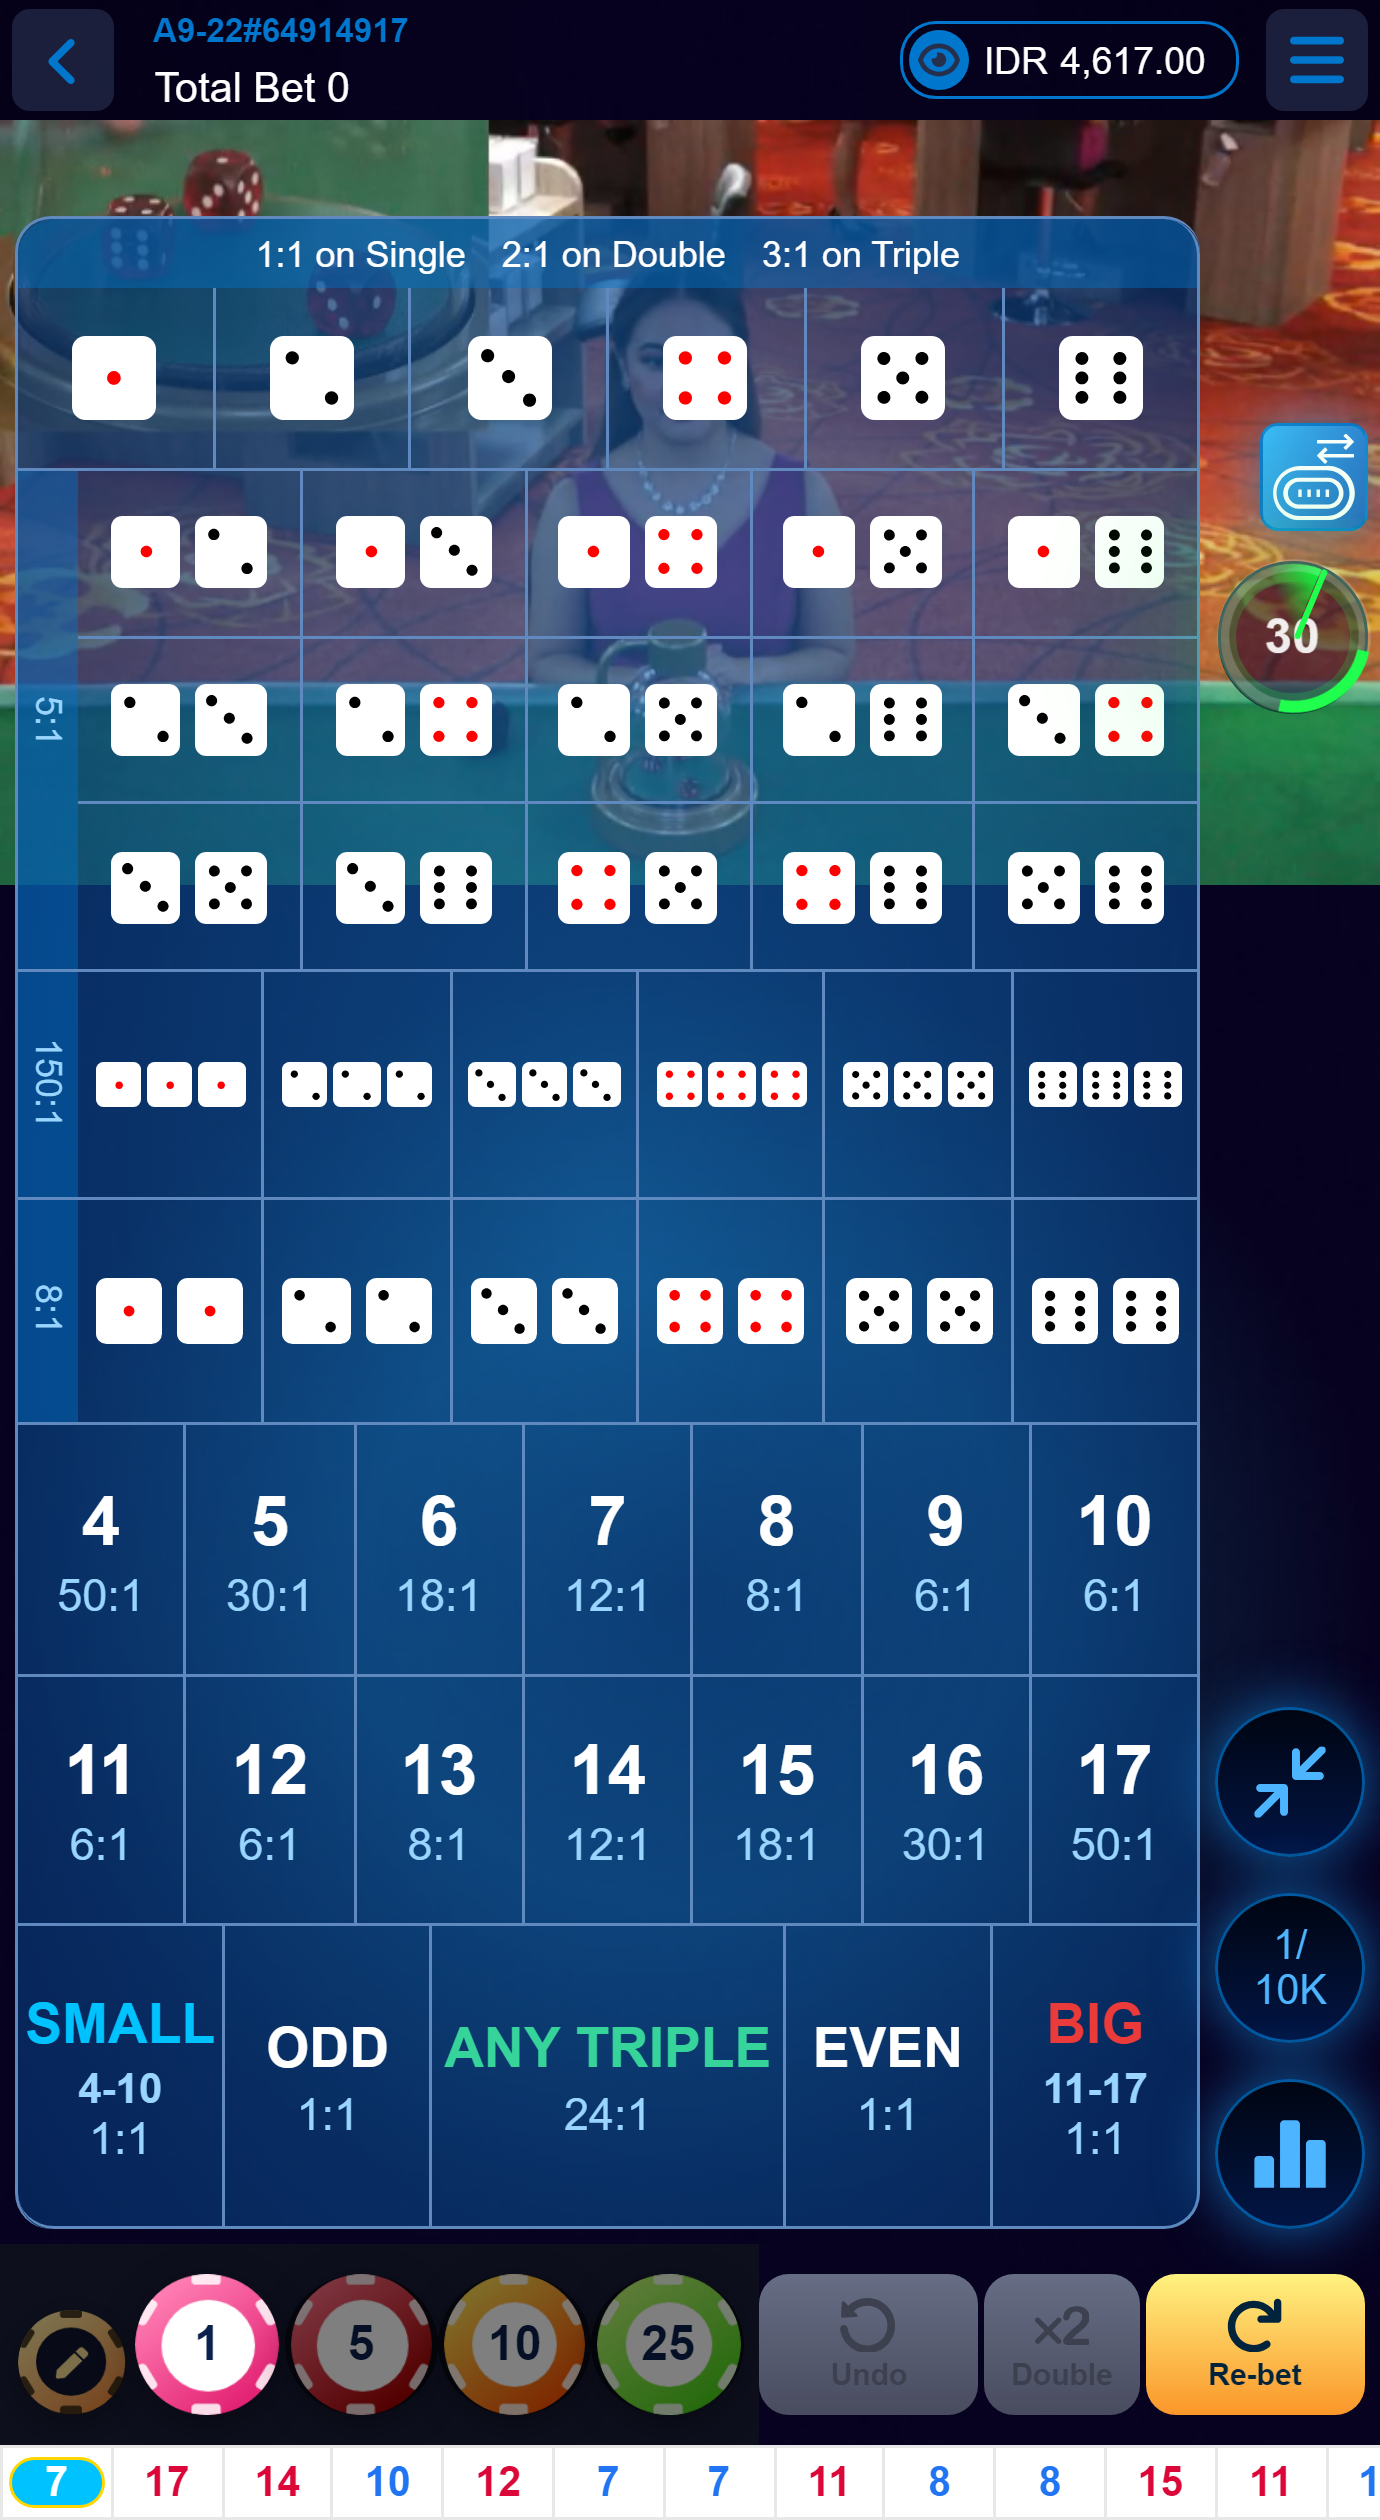 A9-22#64914917
Total Bet 0
IDR 4,617.00
1:1 on Single 2:1 on Double 3:1 on Triple
30
5:1
150:1
8:1
4 5 6 7 8 9 10
50:1 30:1 18:1 12:1 8:1 6:1 6:1
11 12 13 14 15 16 17
6:1 6:1 8:1 12:1 18:1 30:1 50:1
SMALL
4-10
1:1
ODD
1:1
ANY TRIPLE
24:1
EVEN
1:1
BIG
11-17
1:1
1/
10K
1 5 10 25
Undo
x2
Double
Re-bet
7 17 14 10 12 7 7 11 8 8 15 11